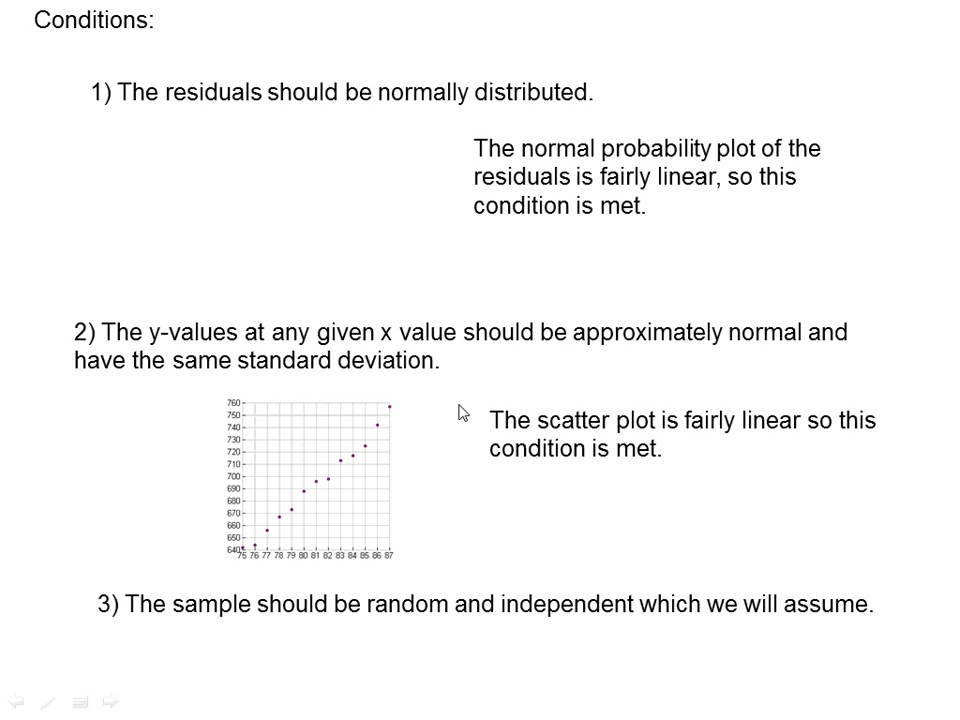 Conditions:
1) The residuals should be normally distributed.
The normal probability plot of the
residuals is fairly linear, so this
condition is met.
2) The y-values at any given x value should be approximately normal and
have the same standard deviation.
760
750
740
730
720
710
700
690
680
670
660
650
640
75 76 77 78 79 80 81 82 83 84 85 86 87
The scatter plot is fairly linear so this
condition is met.
3) The sample should be random and independent which we will assume.